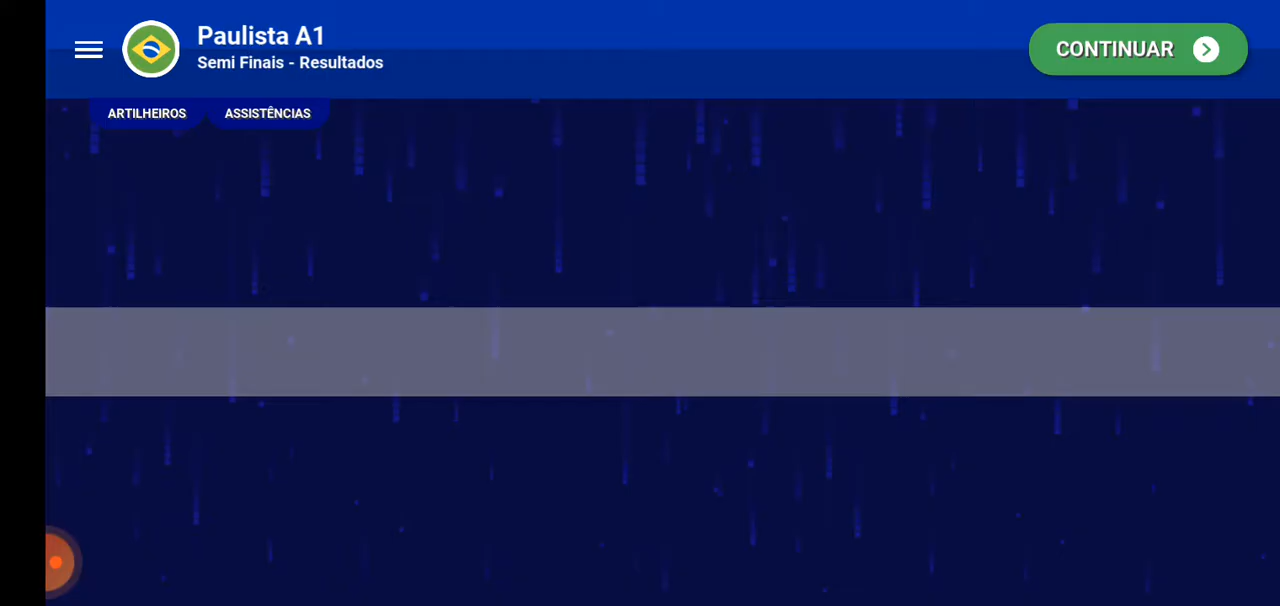 Paulista A1
Semi Finais - Resultados
CONTINUAR
ARTILHEIROS
ASSISTÊNCIAS